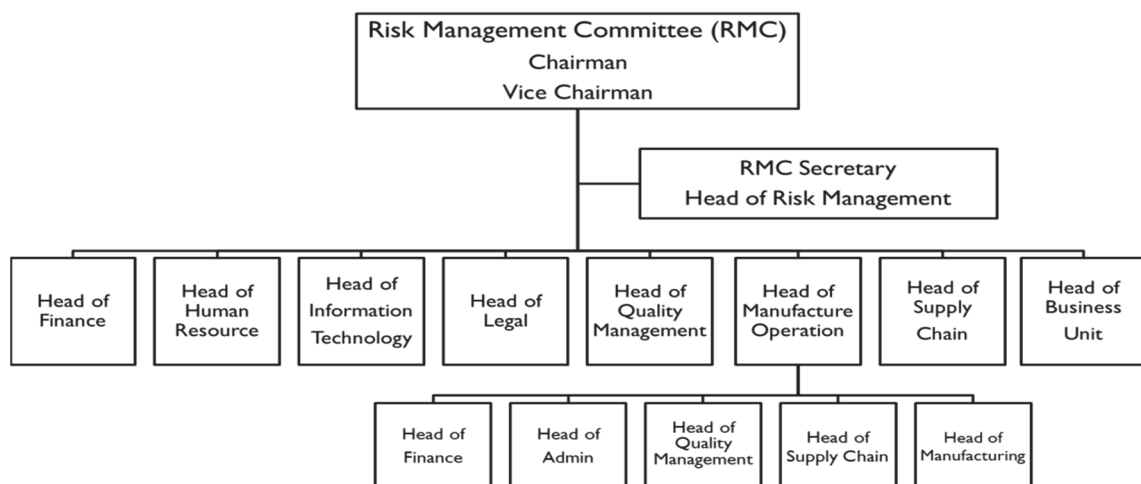 Risk Management Committee (RMC)
Chairman
Vice Chairman
RMC Secretary
Head of Risk Management
Head of
Finance
Head of
Human
Resource
Head of
Information
Technology
Head of
Legal
Head of
Quality
Management
Head of
Manufacture
Operation
Head of
Supply
Chain
Head of
Business
Unit
Head of
Finance
Head of
Admin
Head of
Quality
Management
Head of
Supply Chain
Head of
Manufacturing